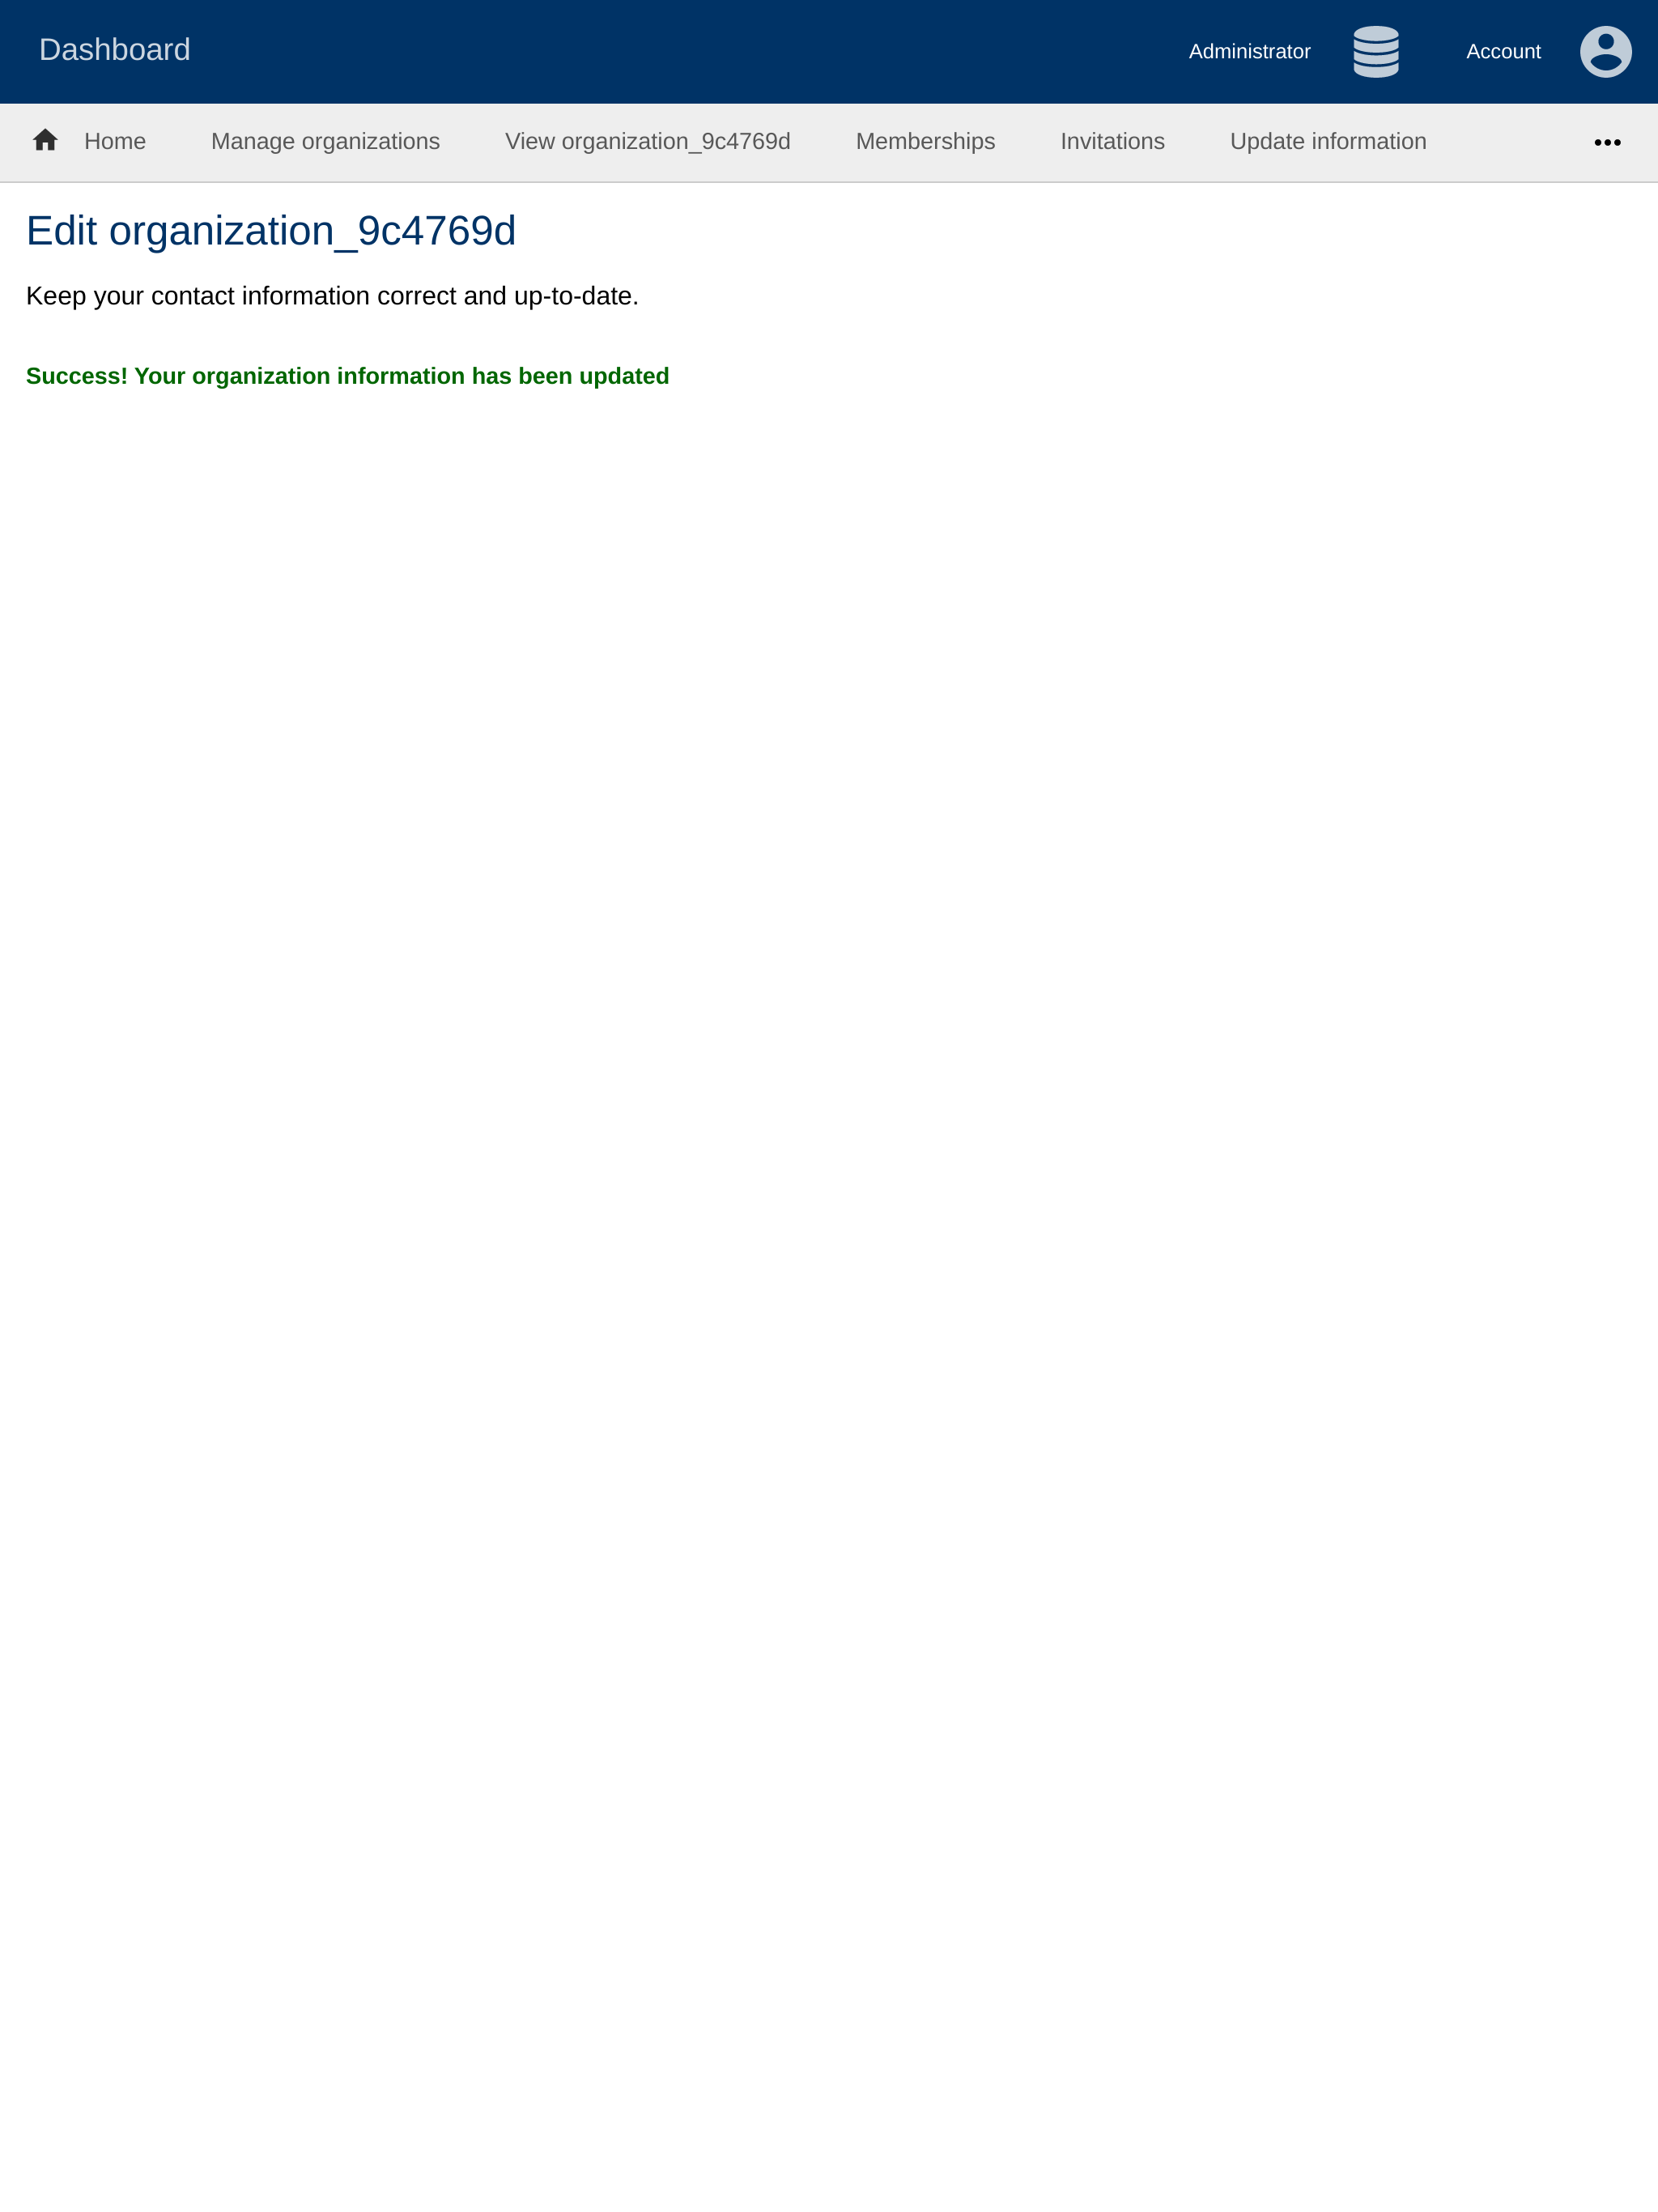 Dashboard
Administrator
Account
Home
Manage organizations
View organization_9c4769d
Memberships
Invitations
Update information
Edit organization_9c4769d
Keep your contact information correct and up-to-date.
Success! Your organization information has been updated